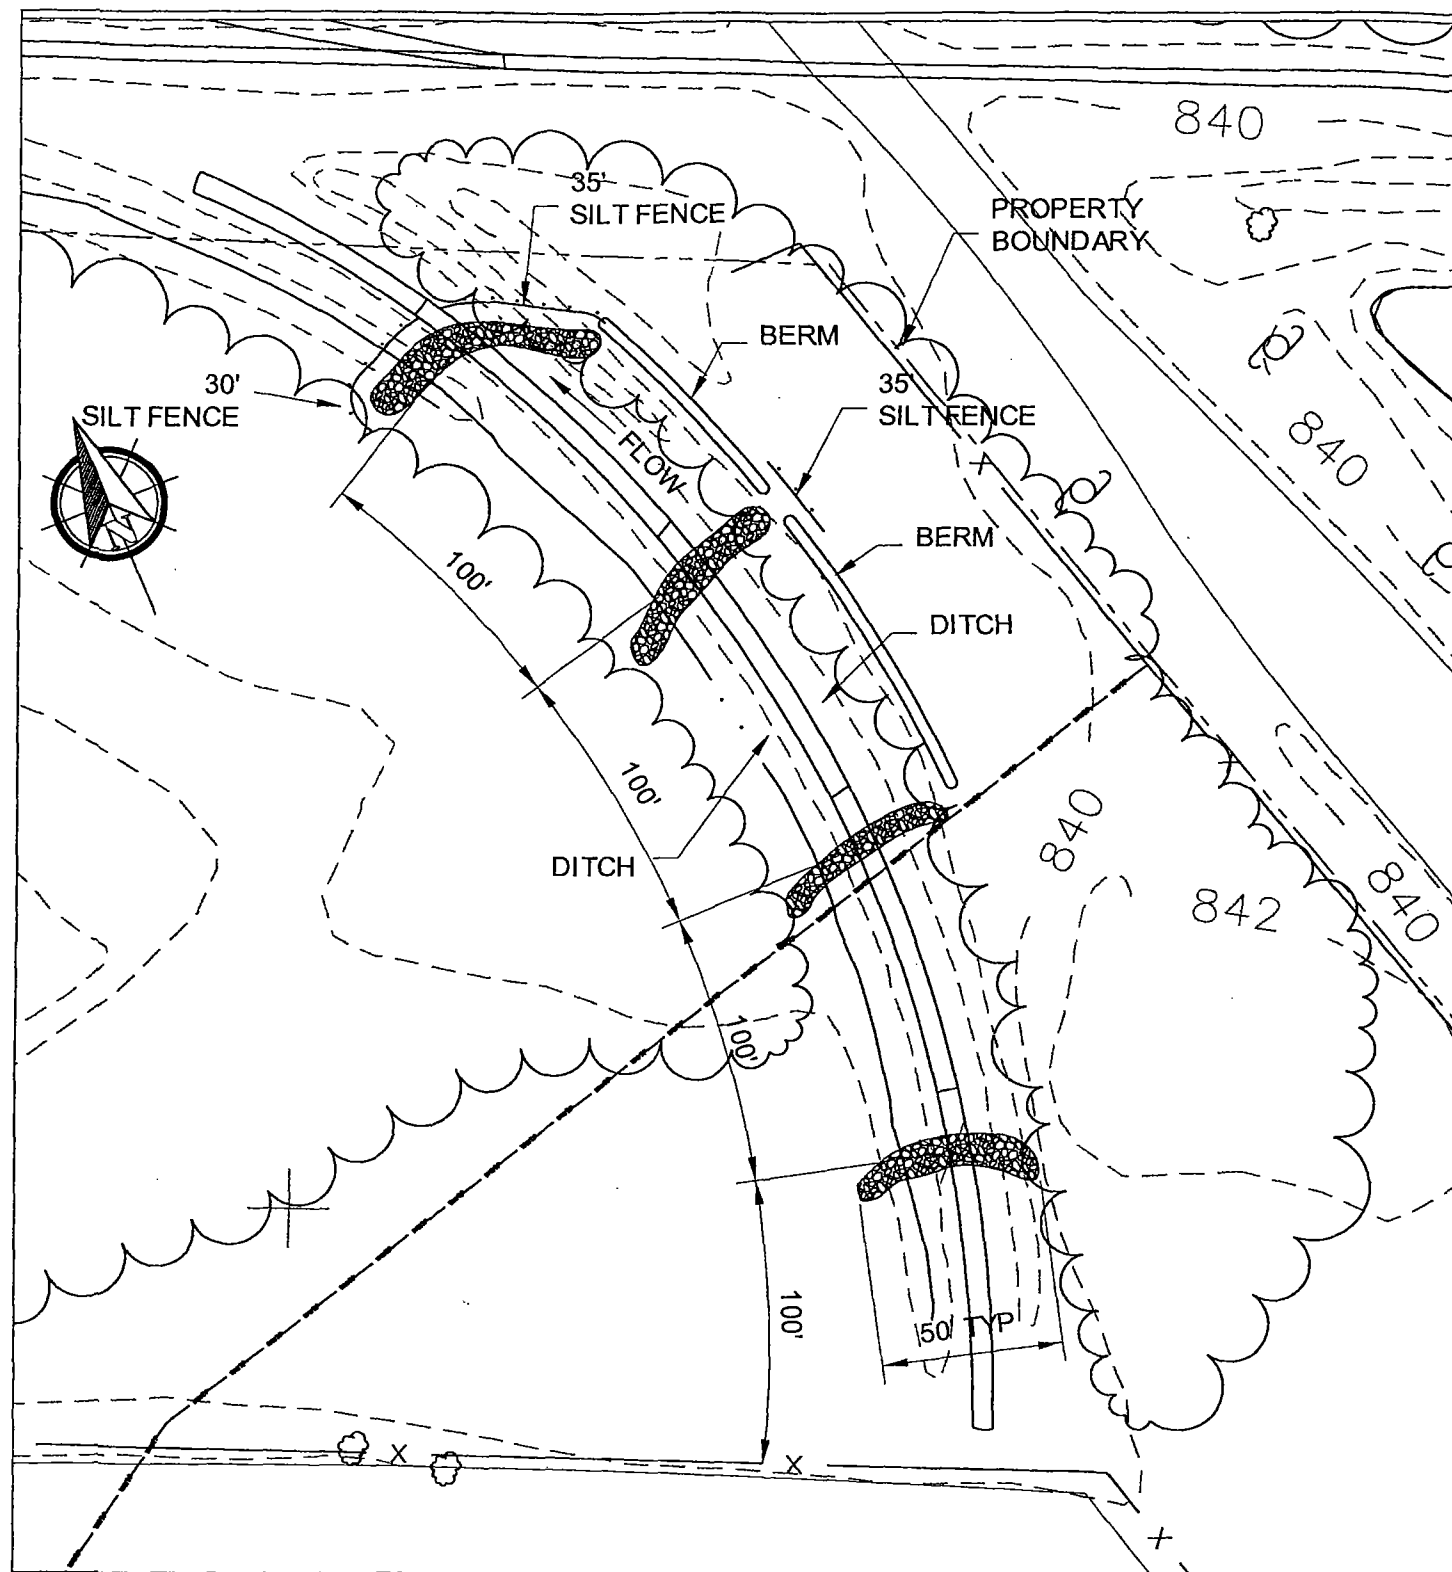 840
35'
SILT FENCE
PROPERTY
BOUNDARY
BERM
30'
SILT FENCE
35'
SILT FENCE
840
FLOW
N
BERM
100'
DITCH
100'
840
DITCH
842
840
100'
100'
50' TYP
X
X